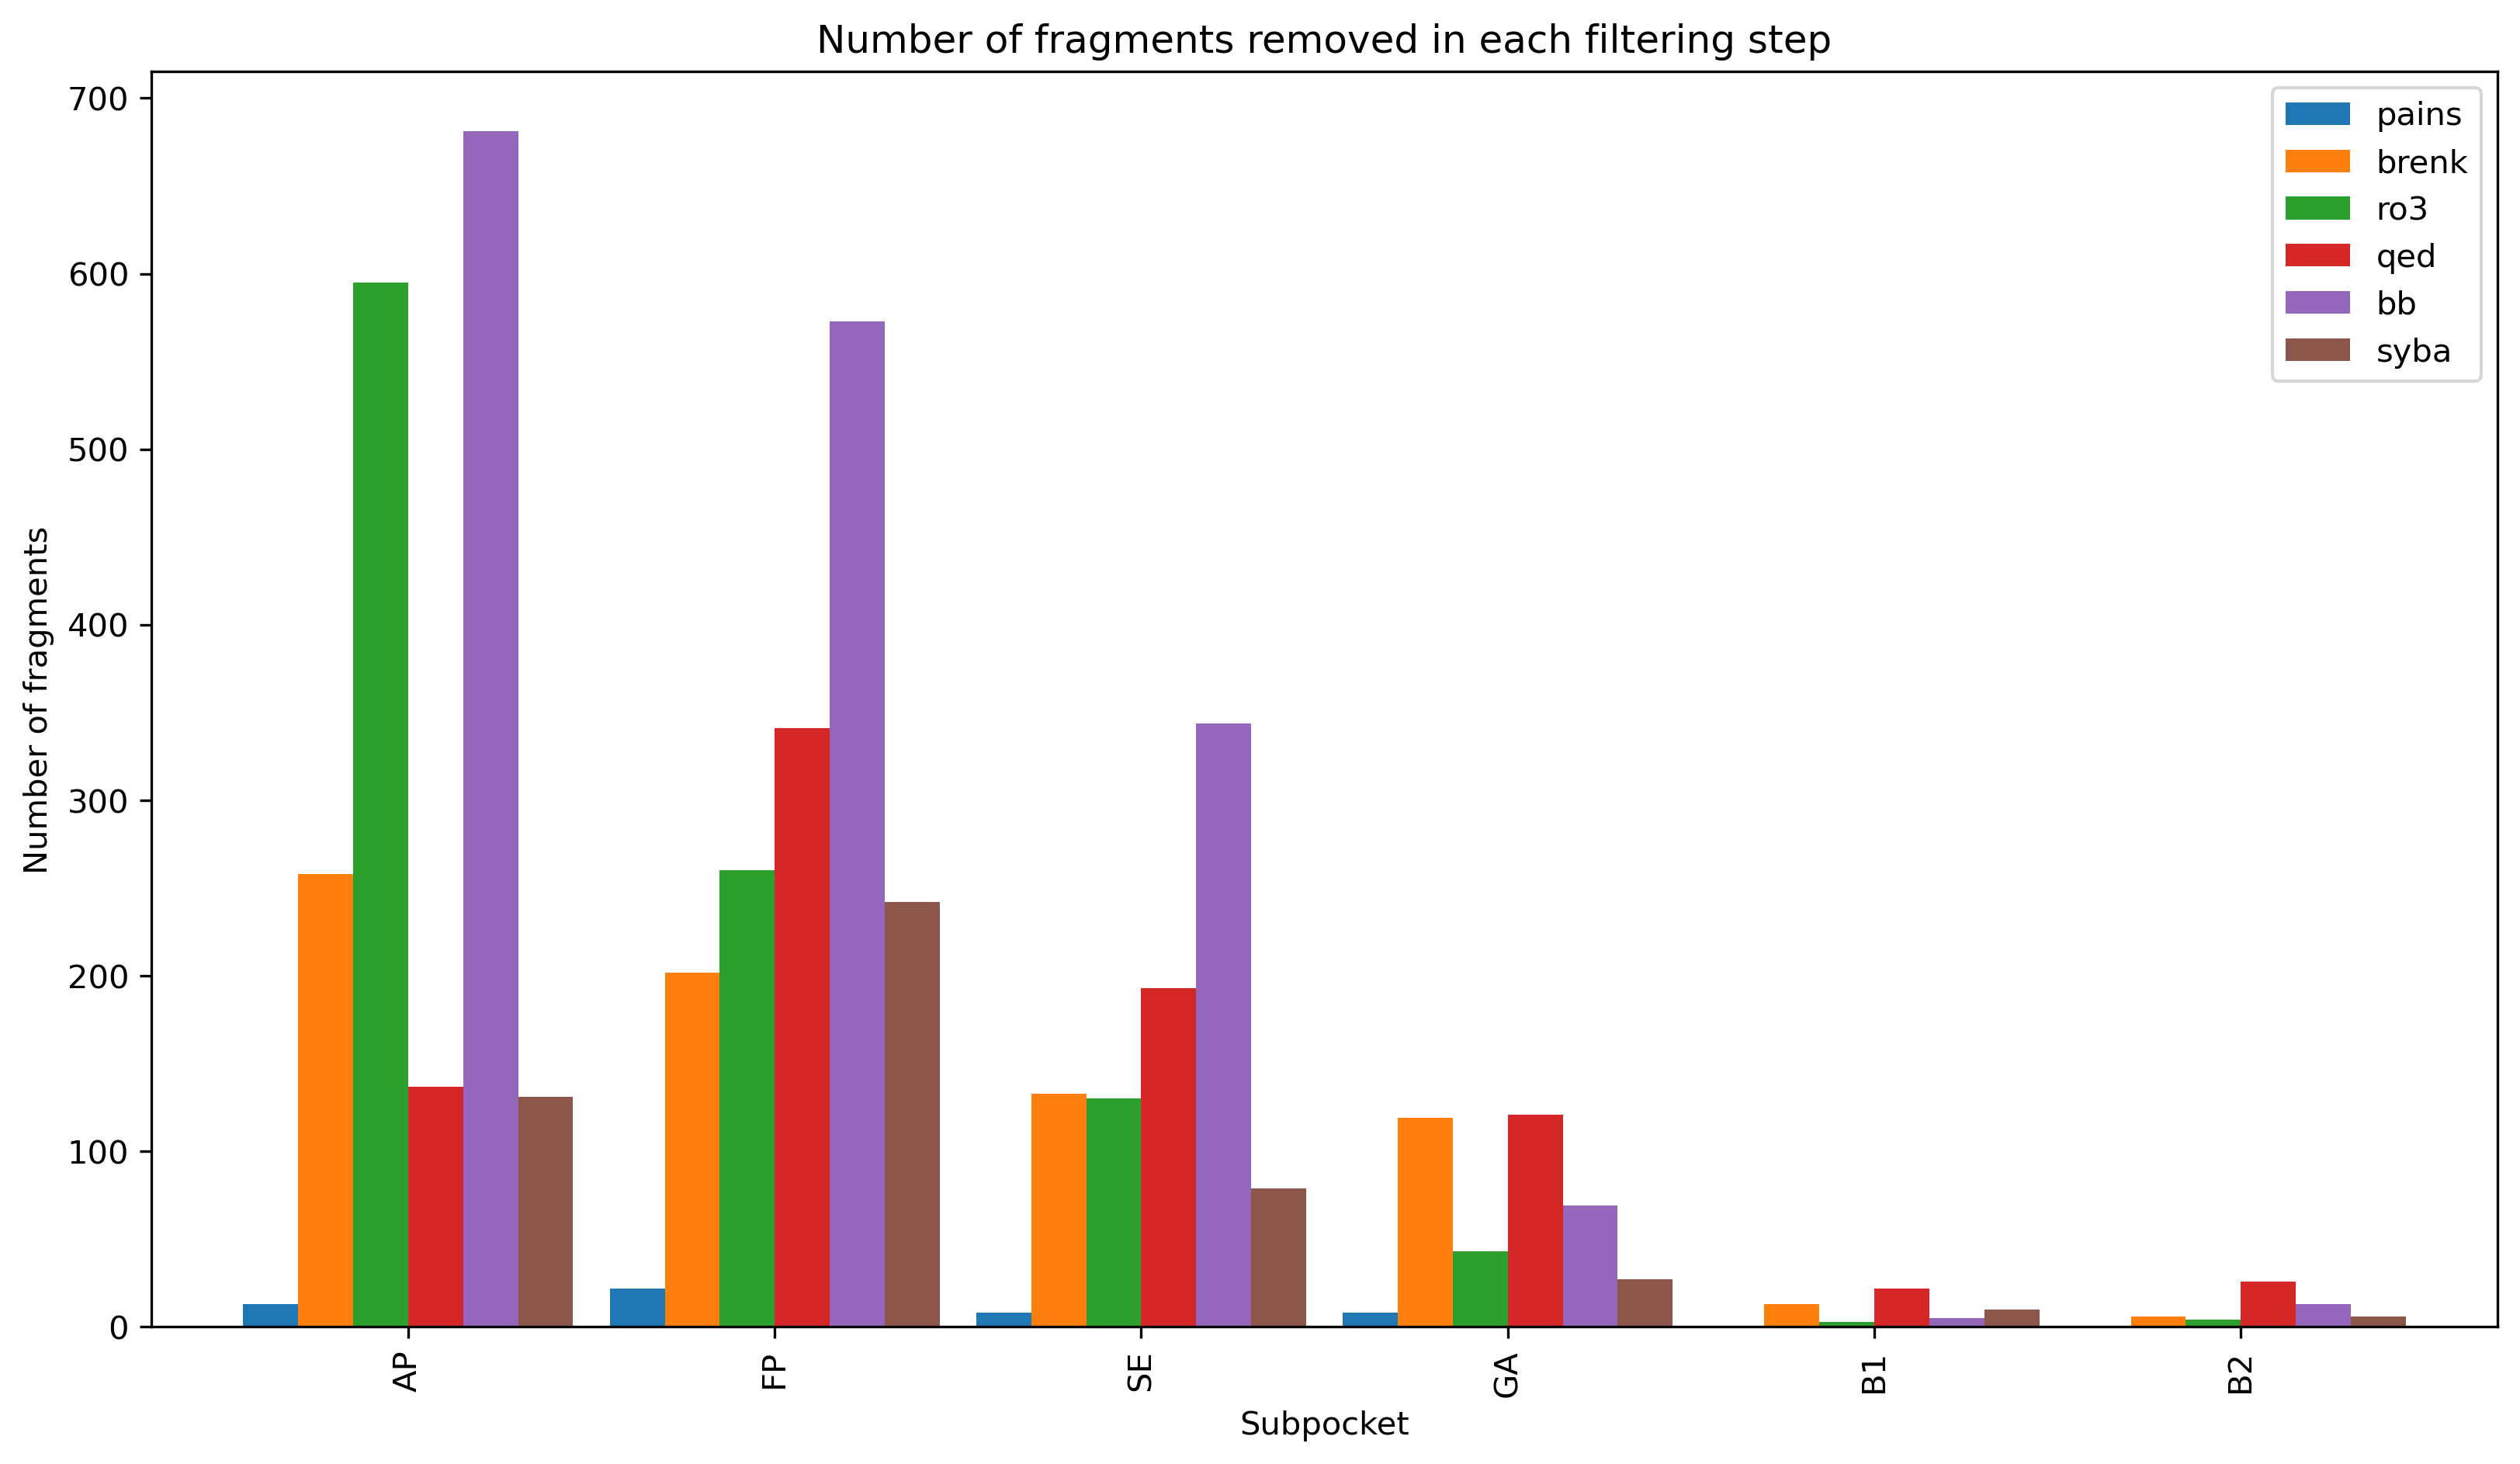 Number of fragments removed in each filtering step
700
600
500
400
300
200
100
0
Number of fragments
pains
brenk
ro3
qed
bb
syba
AP
FP
SE
GA
B1
B2
Subpocket